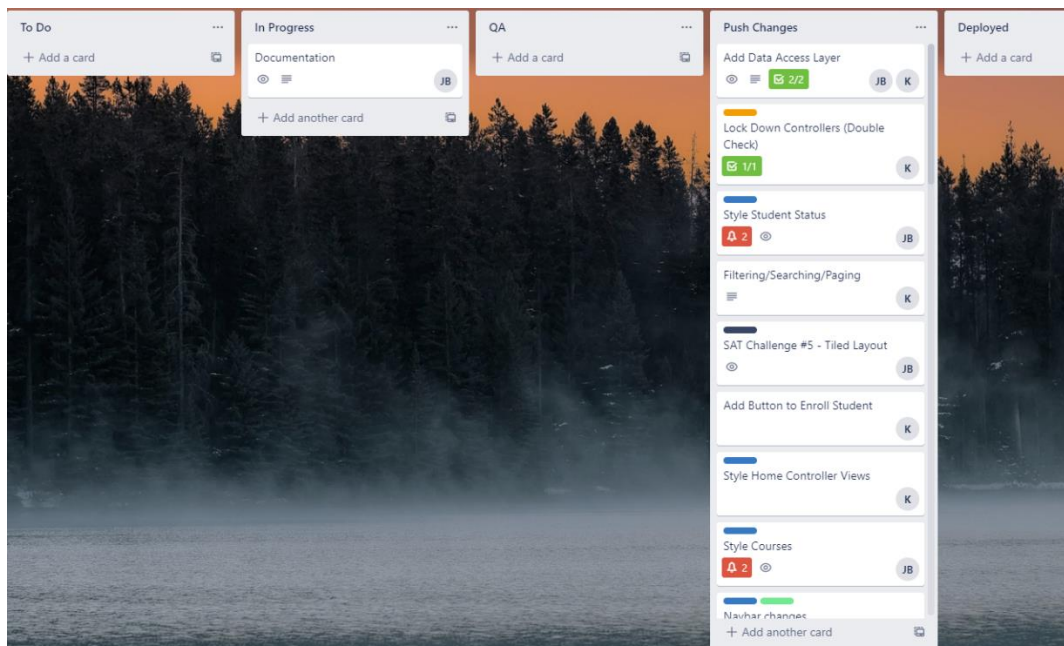 To Do
+ Add a card
In Progress
Documentation
JB
+ Add another card
QA
+ Add a card
Push Changes
Add Data Access Layer
2/2
JB K
Lock Down Controllers (Double
Check)
1/1
K
Style Student Status
2
JB
Filtering/Searching/Paging
K
SAT Challenge #5 - Tiled Layout
JB
Add Button to Enroll Student
K
Style Home Controller Views
K
Style Courses
2
JB
Navbar changes
+ Add another card
Deployed
+ Add a card